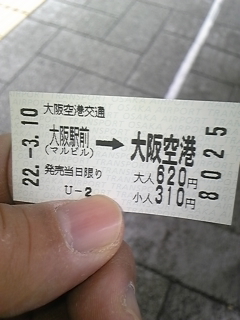 22.-3.10
大阪空港交通
大阪駅前 → 大阪空港
(マルビル)
大人 620円
発売当日限り
小人 310円
U-2
8025